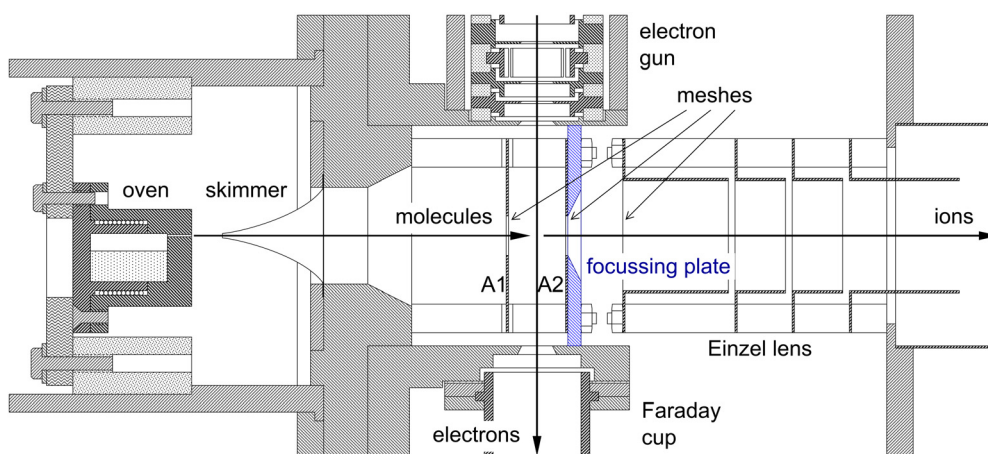 electron
gun
meshes
oven
skimmer
molecules
ions
A1
A2
focussing plate
Einzel lens
Faraday
cup
electrons